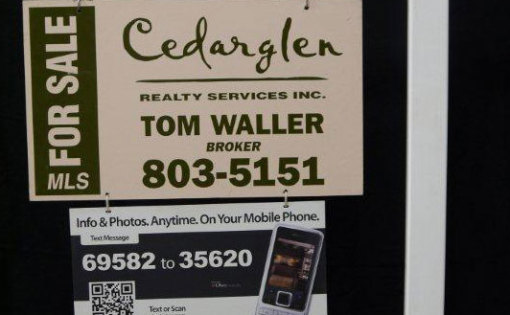 FOR SALE
MLS
Cedarglen
REALTY SERVICES INC.
TOM WALLER
BROKER
803-5151
Info & Photos. Anytime. On Your Mobile Phone.
Text Message
69582 to 35620
Text or Scan